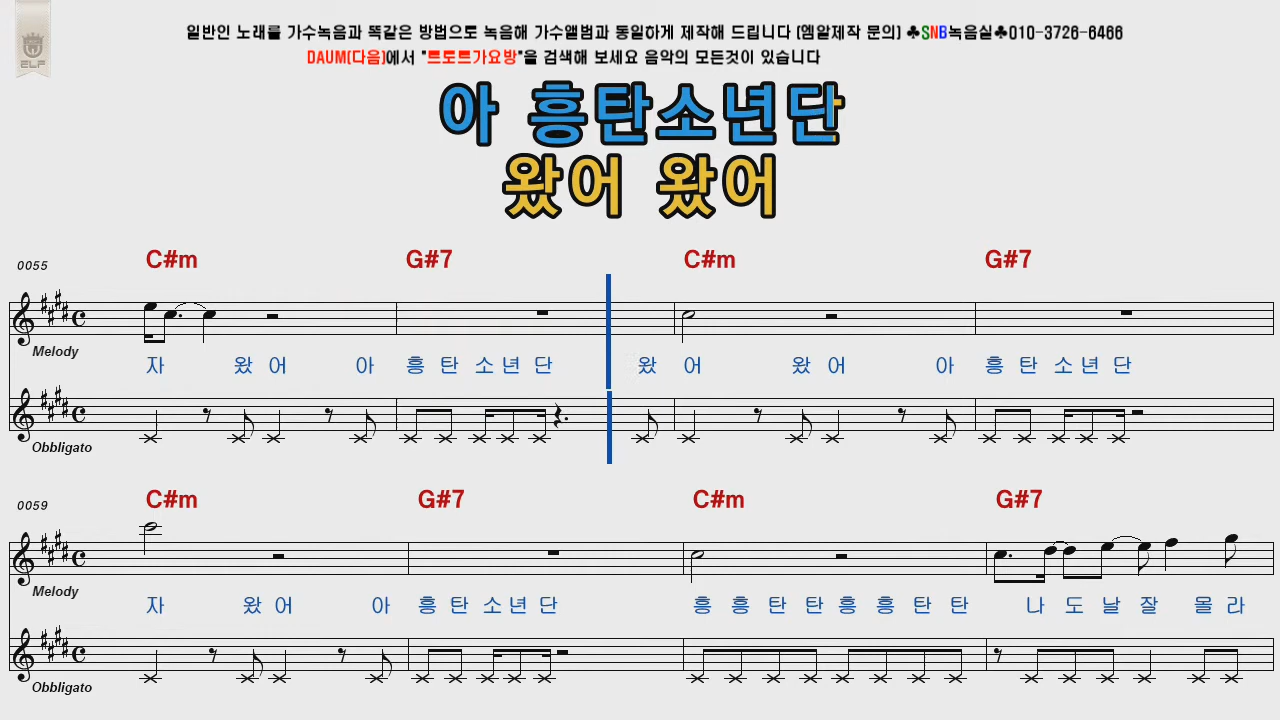 일반인 노래를 가수녹음과 똑같은 방법으로 녹음해 가수앨범과 동일하게 제작해 드립니다 (엠알제작 문의) ♣SNB녹음실♣010-3726-6466
DAUM(다음)에서 "트로트가요방"을 검색해 보세요 음악의 모든것이 있습니다
ELF
아 흥탄소년단
왔어 왔어
C#m G#7 C#m G#7
0055
Melody
자 왔어 아 흥탄소년단 왔어 왔어 아 흥탄소년단
Obbligato
C#m G#7 C#m G#7
0059
Melody
자 왔어 아 흥탄소년단 흥흥탄탄흥흥탄탄 나도날잘몰라
Obbligato